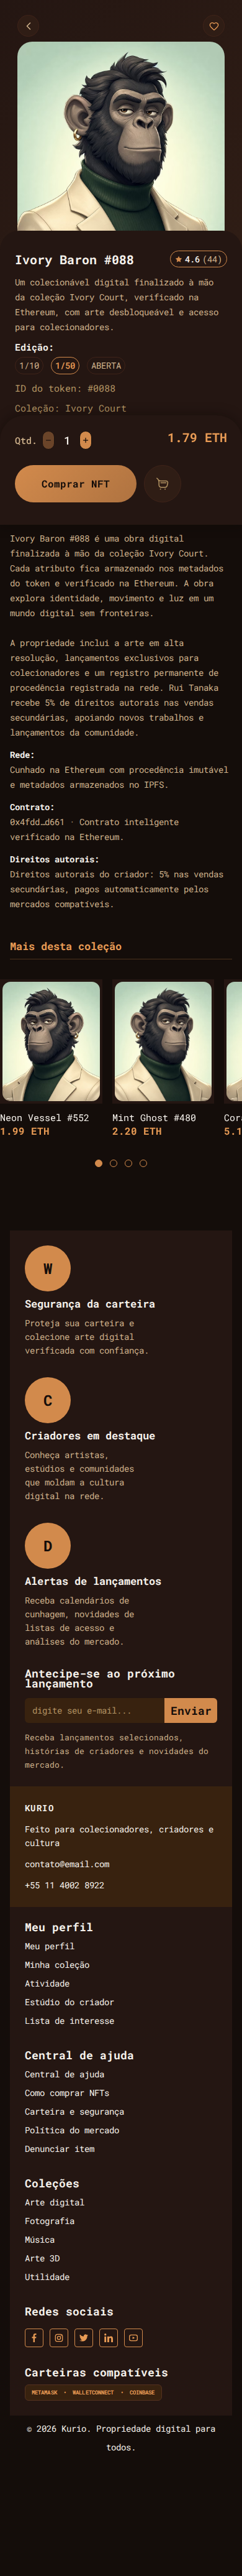 Ivory Baron #088
4.6 (44)
Um colecionável digital finalizado à mão
da coleção Ivory Court, verificado na
Ethereum, com arte desbloqueável e acesso
para colecionadores.
Edição:
1/10 1/50 ABERTA
ID do token: #0088
Coleção: Ivory Court
Qtd. - 1 +
1.79 ETH
Comprar NFT
Ivory Baron #088 é uma obra digital
finalizada à mão da coleção Ivory Court.
Cada atributo fica armazenado nos metadados
do token e verificado na Ethereum. A obra
explora identidade, movimento e luz em um
mundo digital sem fronteiras.
A propriedade inclui a arte em alta
resolução, lançamentos exclusivos para
colecionadores e um registro permanente de
procedência registrada na rede. Rui Tanaka
recebe 5% de direitos autorais nas vendas
secundárias, apoiando novos trabalhos e
lançamentos da comunidade.
Rede:
Cunhado na Ethereum com procedência imutável
e metadados armazenados no IPFS.
Contrato:
0x4fdd…d661 · Contrato inteligente
verificado na Ethereum.
Direitos autorais:
Direitos autorais do criador: 5% nas vendas
secundárias, pagos automaticamente pelos
mercados compatíveis.
Mais desta coleção
Neon Vessel #552
1.99 ETH
Mint Ghost #480
2.20 ETH
Cor
5.1
W
Segurança da carteira
Proteja sua carteira e
colecione arte digital
verificada com confiança.
C
Criadores em destaque
Conheça artistas,
estúdios e comunidades
que moldam a cultura
digital na rede.
D
Alertas de lançamentos
Receba calendários de
cunhagem, novidades de
listas de acesso e
análises do mercado.
Antecipe-se ao próximo
lançamento
digite seu e-mail...
Enviar
Receba lançamentos selecionados,
histórias de criadores e novidades do
mercado.
KURIO
Feito para colecionadores, criadores e
cultura
contato@email.com
+55 11 4002 8922
Meu perfil
Meu perfil
Minha coleção
Atividade
Estúdio do criador
Lista de interesse
Central de ajuda
Central de ajuda
Como comprar NFTs
Carteira e segurança
Política do mercado
Denunciar item
Coleções
Arte digital
Fotografia
Música
Arte 3D
Utilidade
Redes sociais
Carteiras compatíveis
METAMASK • WALLETCONNECT • COINBASE
© 2026 Kurio. Propriedade digital para
todos.